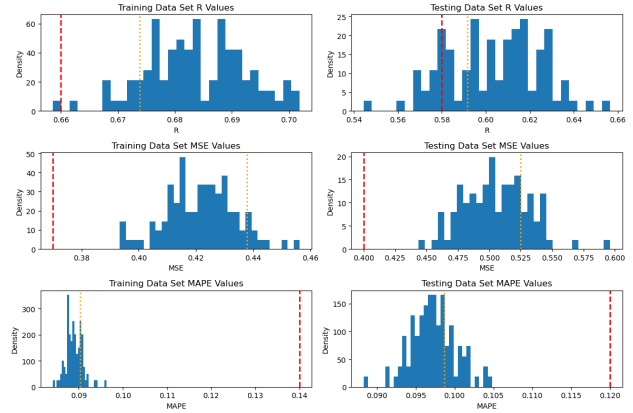 Training Data Set R Values
Density
60
40
20
0
0.66 0.67 0.68 0.69 0.70
R
Testing Data Set R Values
Density
25
20
15
10
5
0
0.54 0.56 0.58 0.60 0.62 0.64 0.66
R
Training Data Set MSE Values
Density
50
40
30
20
10
0
0.38 0.40 0.42 0.44 0.46
MSE
Testing Data Set MSE Values
Density
20
15
10
5
0
0.400 0.425 0.450 0.475 0.500 0.525 0.550 0.575 0.600
MSE
Training Data Set MAPE Values
Density
300
200
100
0
0.09 0.10 0.11 0.12 0.13 0.14
MAPE
Testing Data Set MAPE Values
Density
150
100
50
0
0.090 0.095 0.100 0.105 0.110 0.115 0.120
MAPE